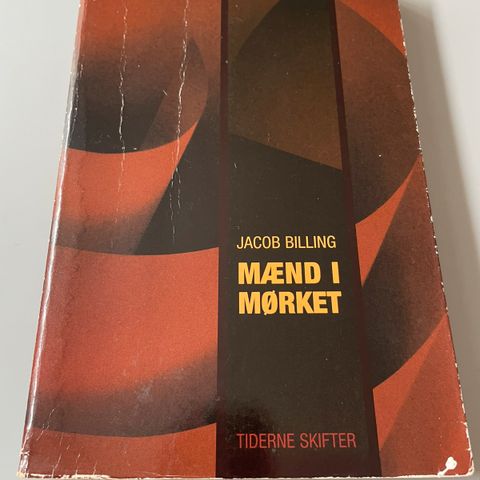 JACOB BILLING
MÆND I
MØRKET
TIDERNE SKIFTER